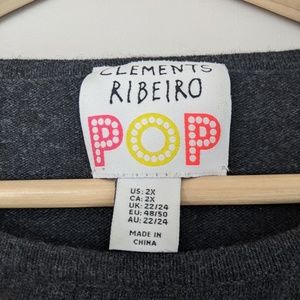 CLEMENTS
RIBEIRO
POP
US: 2X
CA: 2X
UK: 22/24
EU: 48/50
AU: 22/24
MADE IN
CHINA